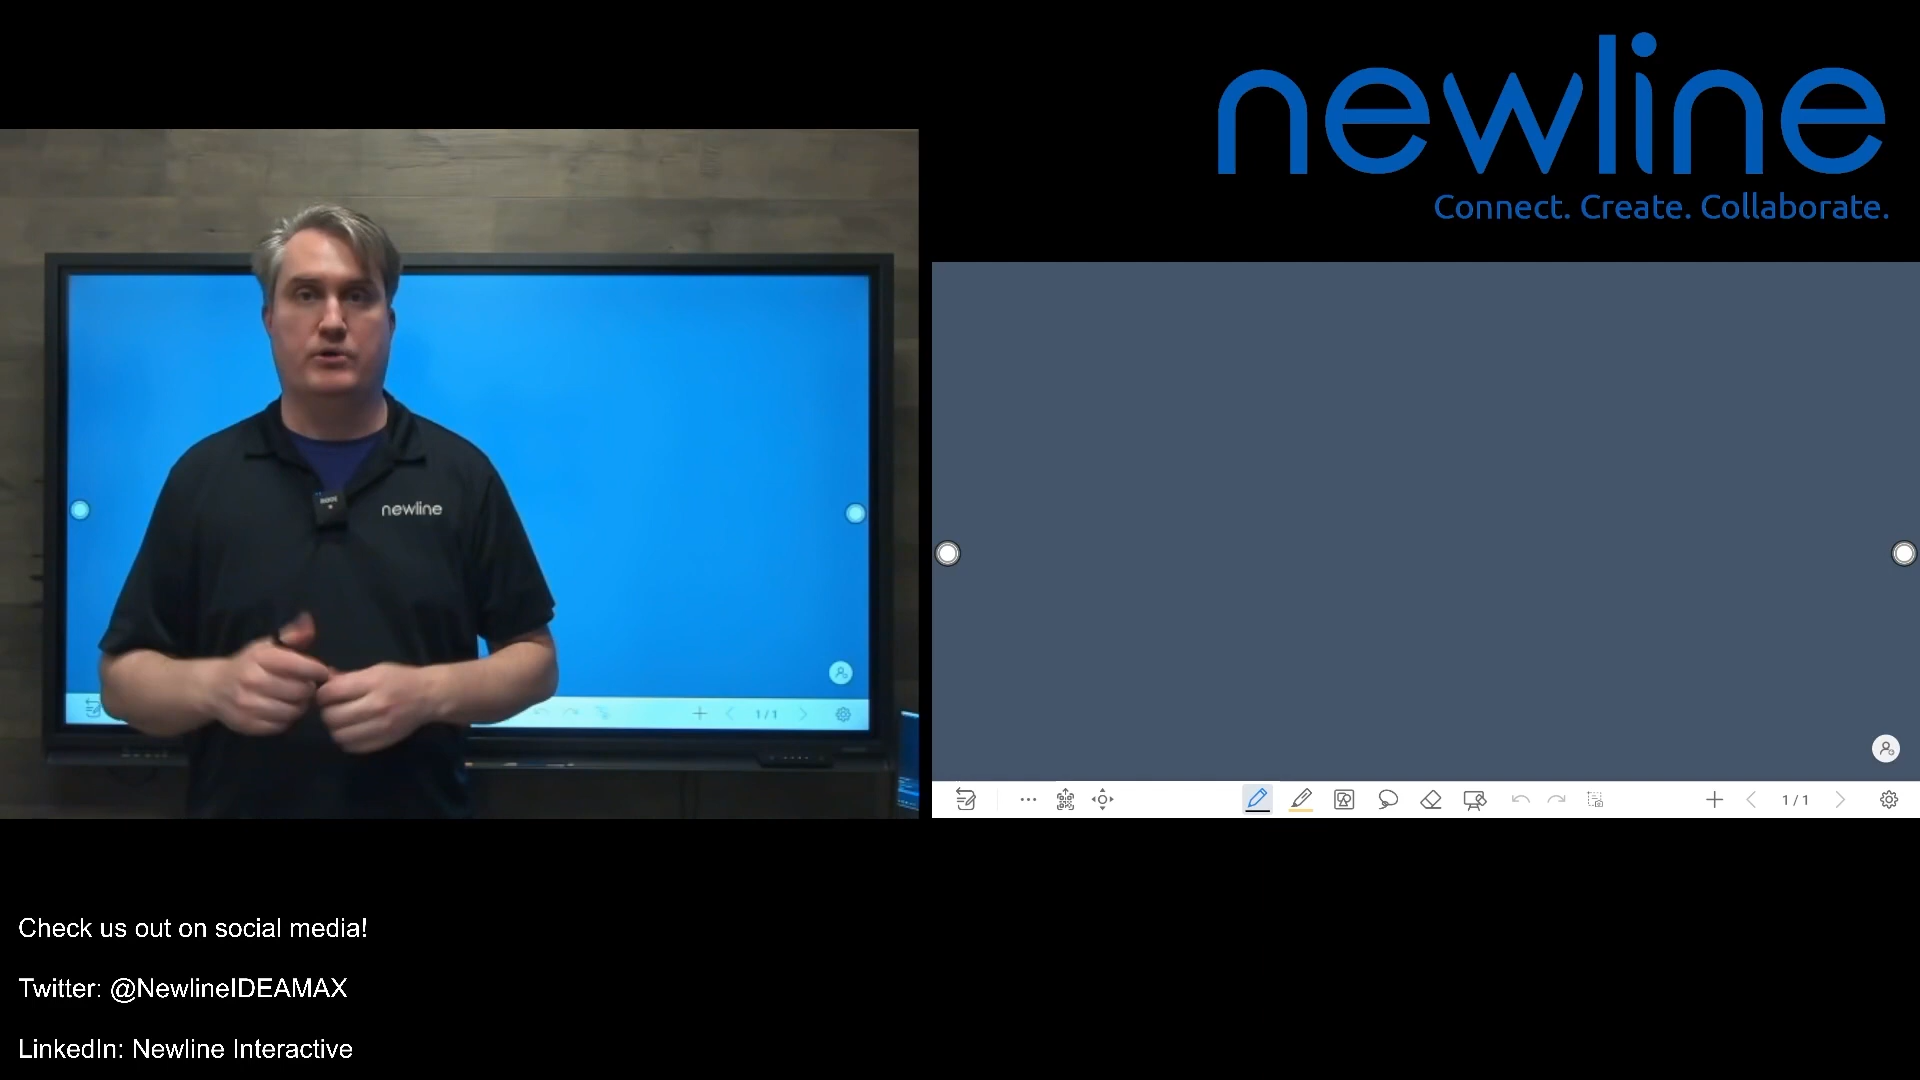 newline
Connect. Create. Collaborate.
newline
1/1
1/1
Check us out on social media!
Twitter: @NewlineIDEAMAX
LinkedIn: Newline Interactive